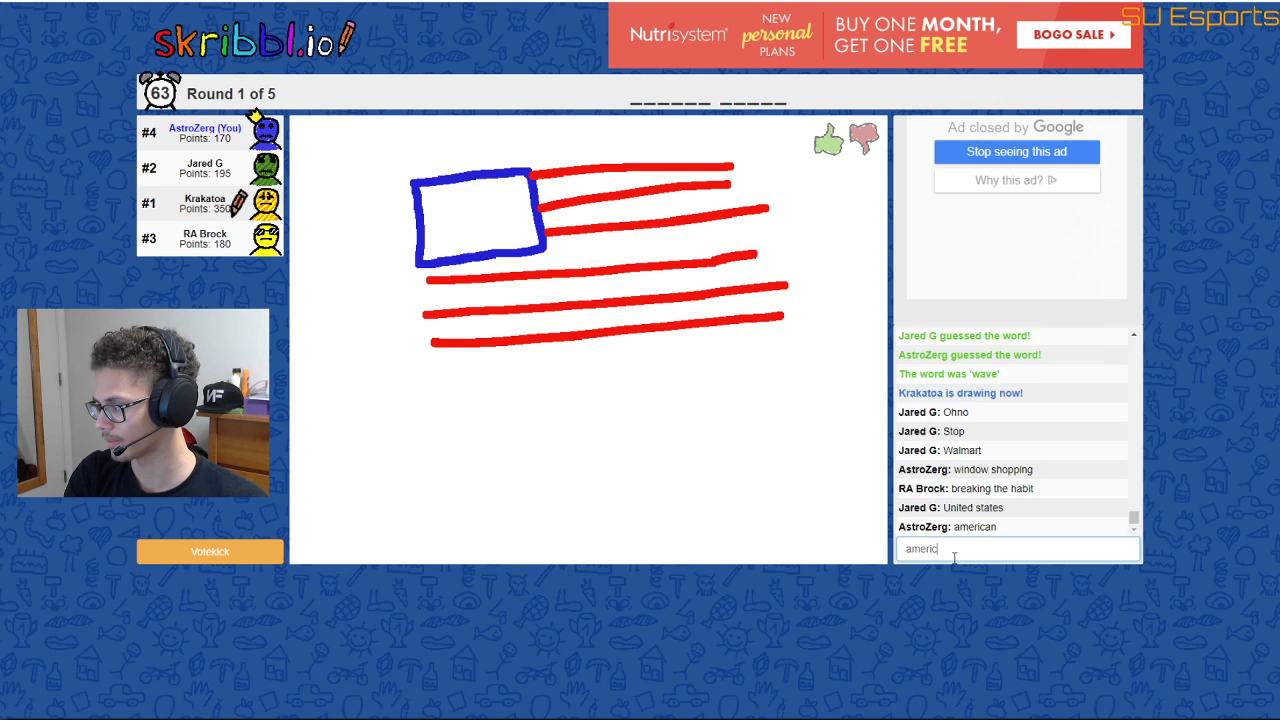 skribbl.io
Nutrisystem®
NEW
personal
PLANS
BUY ONE MONTH,
GET ONE FREE
BOGO SALE
SU Esports
63
Round 1 of 5
______ _____
#4
AstroZerg (You)
Points: 170
#2
Jared G
Points: 195
#1
Krakatoa
Points: 350
#3
RA Brock
Points: 180
NF
Votekick
Ad closed by Google
Stop seeing this ad
Why this ad?
Jared G guessed the word!
AstroZerg guessed the word!
The word was 'wave'
Krakatoa is drawing now!
Jared G: Ohno
Jared G: Stop
Jared G: Walmart
AstroZerg: window shopping
RA Brock: breaking the habit
Jared G: United states
AstroZerg: american
americ